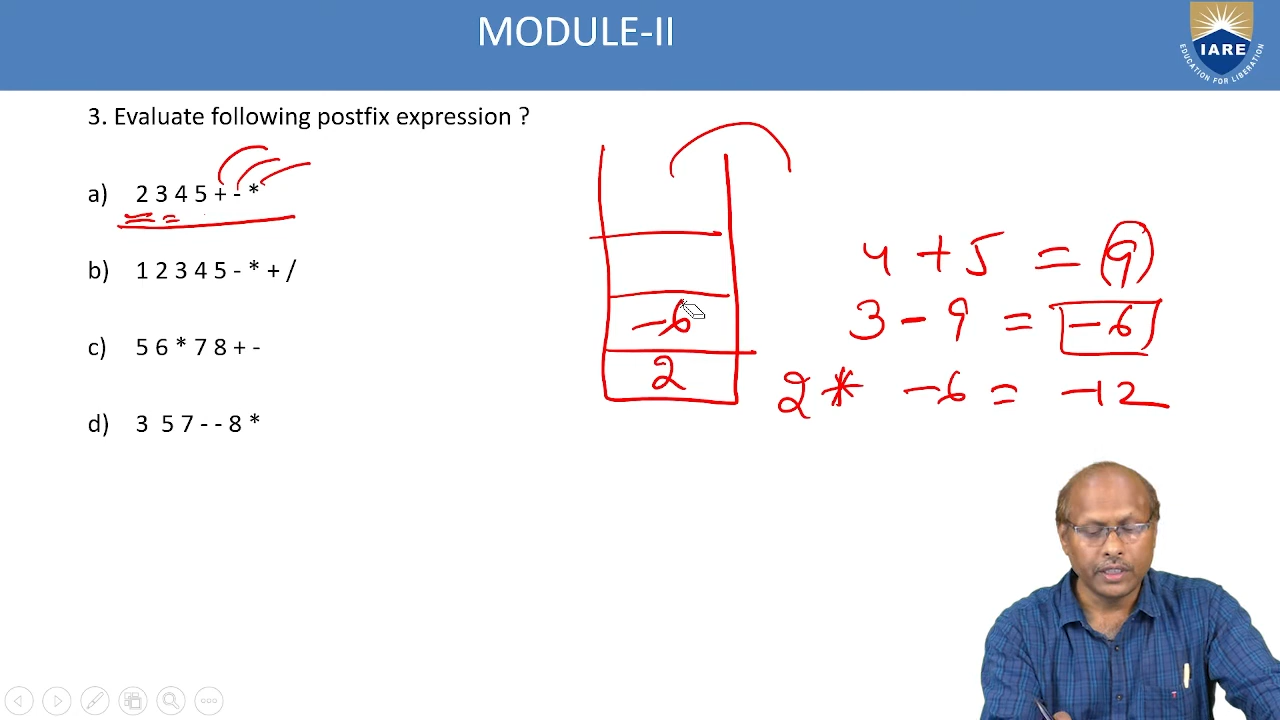 MODULE-II
IARE
EDUCATION FOR LIBERATION
3. Evaluate following postfix expression ?
a) 2 3 4 5 + - *
b) 1 2 3 4 5 - * + /
c) 5 6 * 7 8 + -
d) 3 5 7 - - 8 *
-6
2
4 + 5 = 9
3 - 9 = -6
2 * -6 = -12